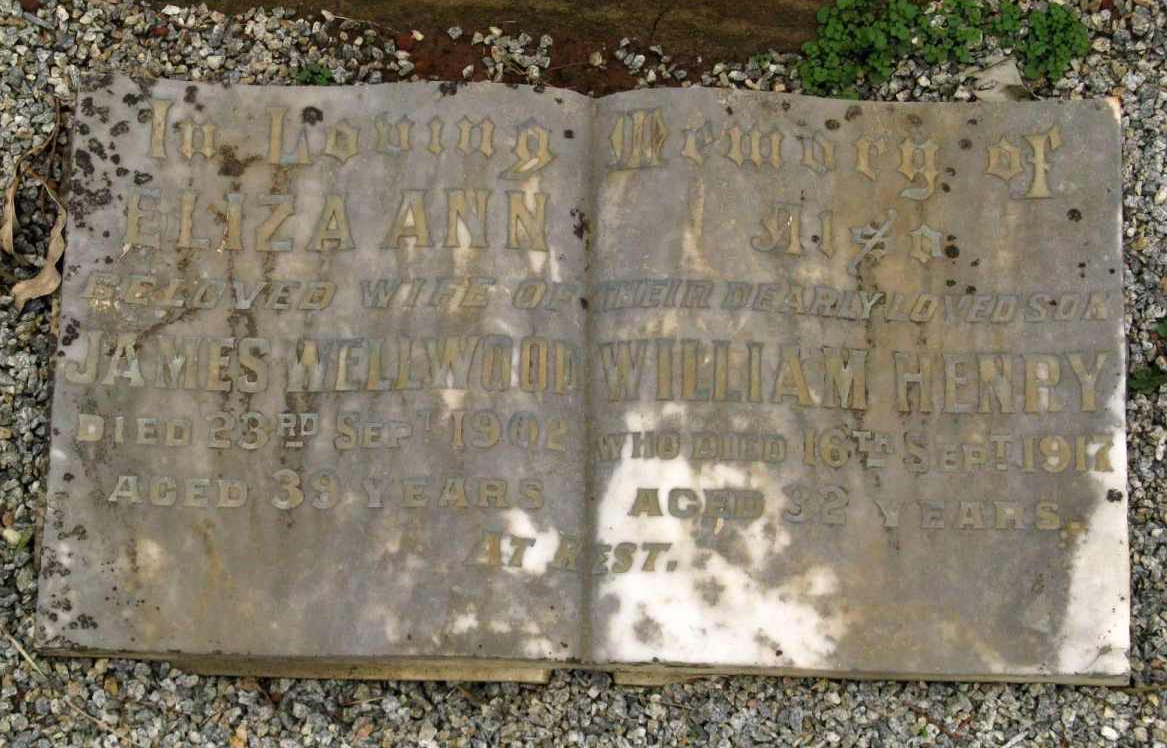 In Loving Memory of
ELIZA ANN
BELOVED WIFE OF
JAMES WELLWOOD
DIED 23RD SEPT 1902
AGED 39 YEARS
Also
THEIR DEARLY LOVED SON
WILLIAM HENRY
WHO DIED 16TH SEPT. 1917
AGED 32 YEARS.
AT REST.